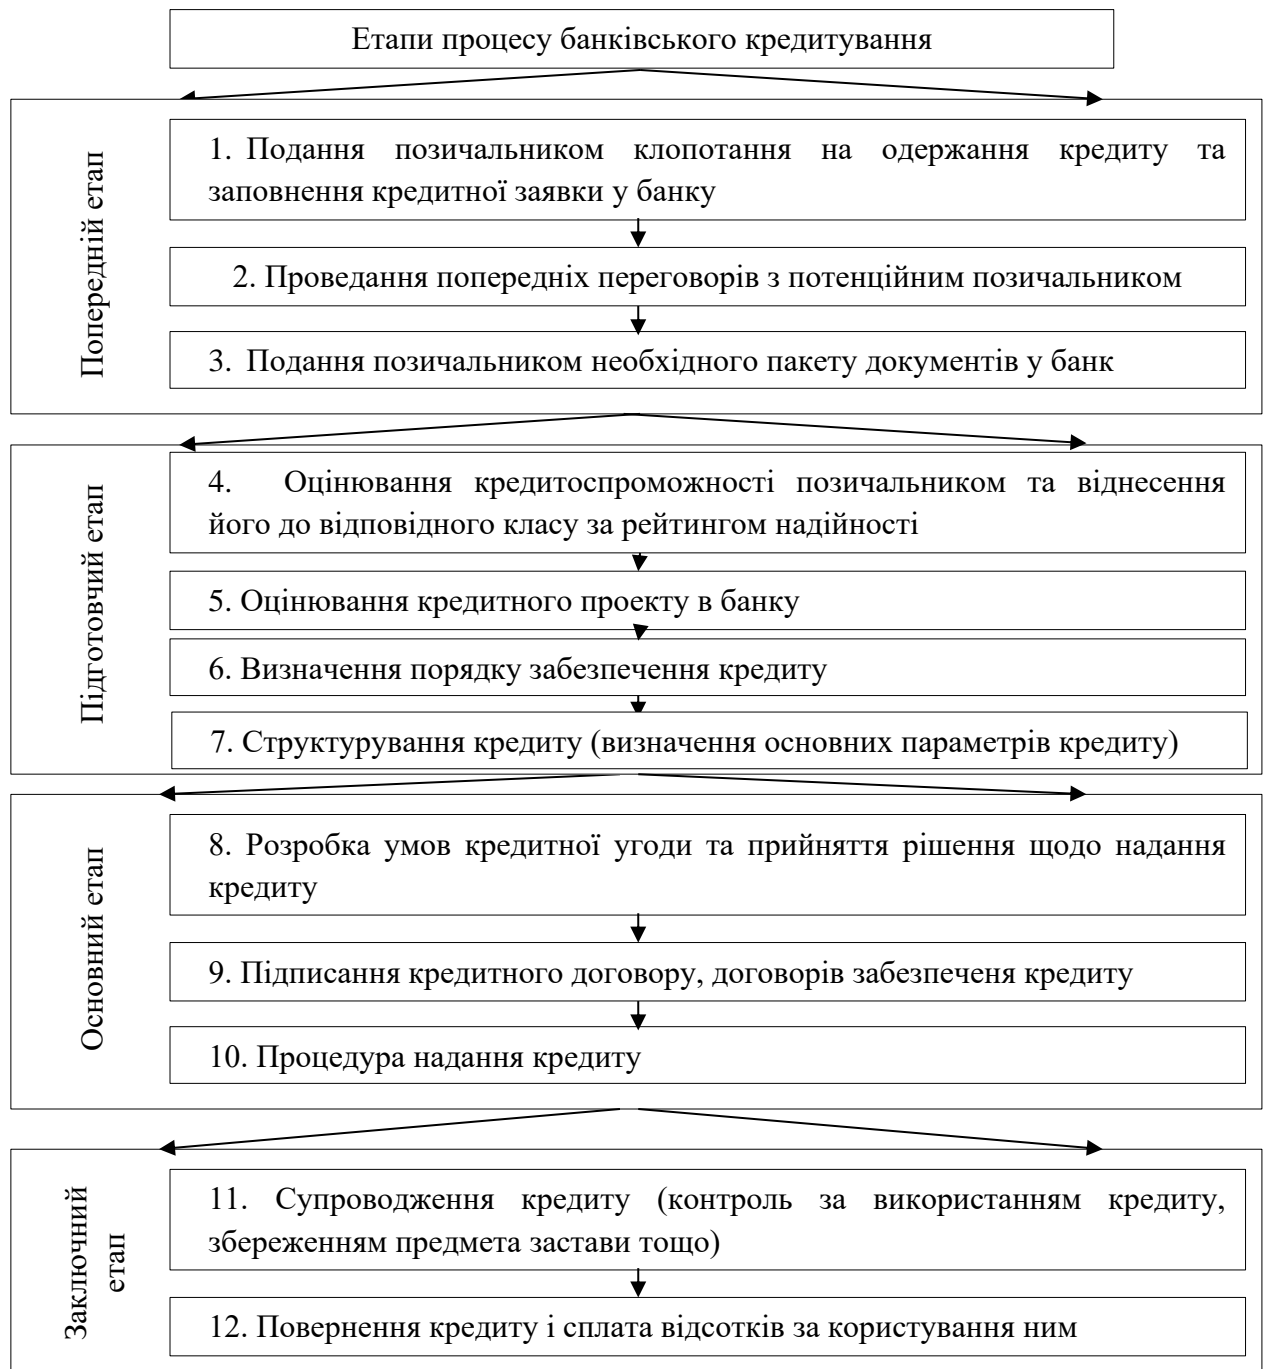 Етапи процесу банківського кредитування
Попередній етап
1. Подання позичальником клопотання на одержання кредиту та
заповнення кредитної заявки у банку
2. Проведання попередніх переговорів з потенційним позичальником
3. Подання позичальником необхідного пакету документів у банк
Підготовчий етап
4. Оцінювання кредитоспроможності позичальником та віднесення
його до відповідного класу за рейтингом надійності
5. Оцінювання кредитного проекту в банку
6. Визначення порядку забезпечення кредиту
7. Структурування кредиту (визначення основних параметрів кредиту)
Основний етап
8. Розробка умов кредитної угоди та прийняття рішення щодо надання
кредиту
9. Підписання кредитного договору, договорів забезпеченя кредиту
10. Процедура надання кредиту
Заключний
етап
11. Супроводження кредиту (контроль за використанням кредиту,
збереженням предмета застави тощо)
12. Повернення кредиту і сплата відсотків за користування ним